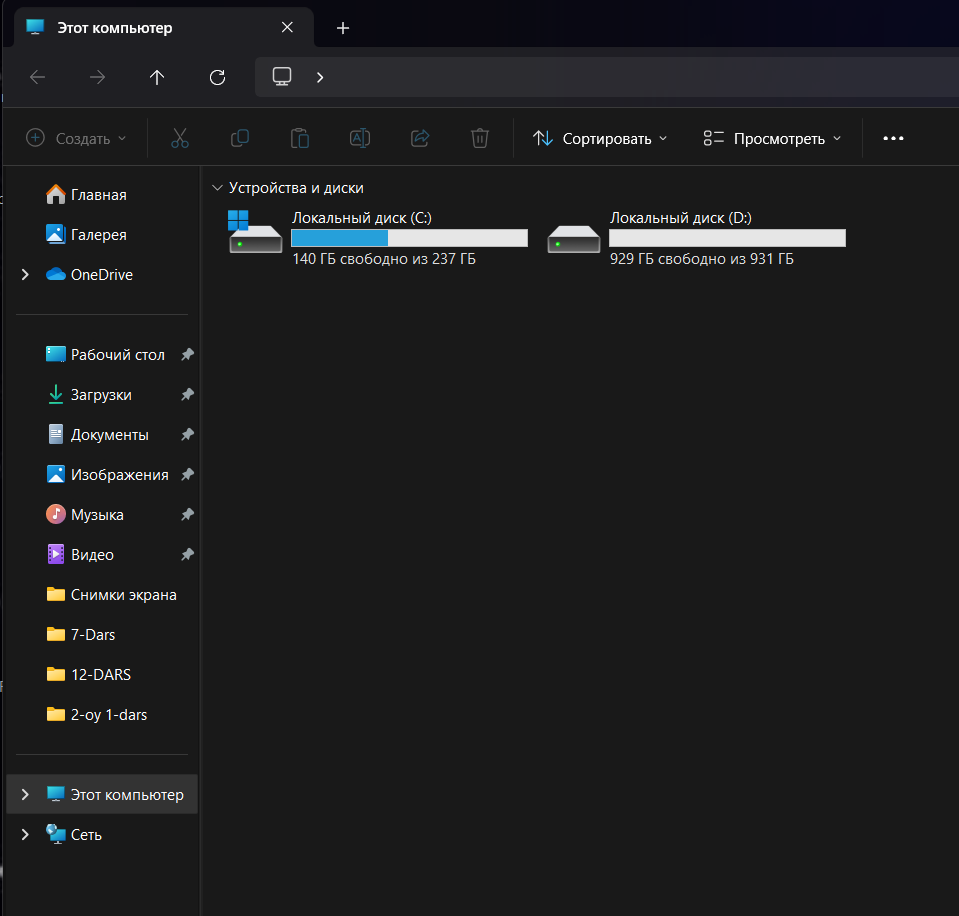 Этот компьютер
Создать
Сортировать
Просмотреть
Главная
Галерея
OneDrive
Рабочий стол
Загрузки
Документы
Изображения
Музыка
Видео
Снимки экрана
7-Dars
12-DARS
2-oy 1-dars
Этот компьютер
Сеть
Устройства и диски
Локальный диск (C:)
140 ГБ свободно из 237 ГБ
Локальный диск (D:)
929 ГБ свободно из 931 ГБ